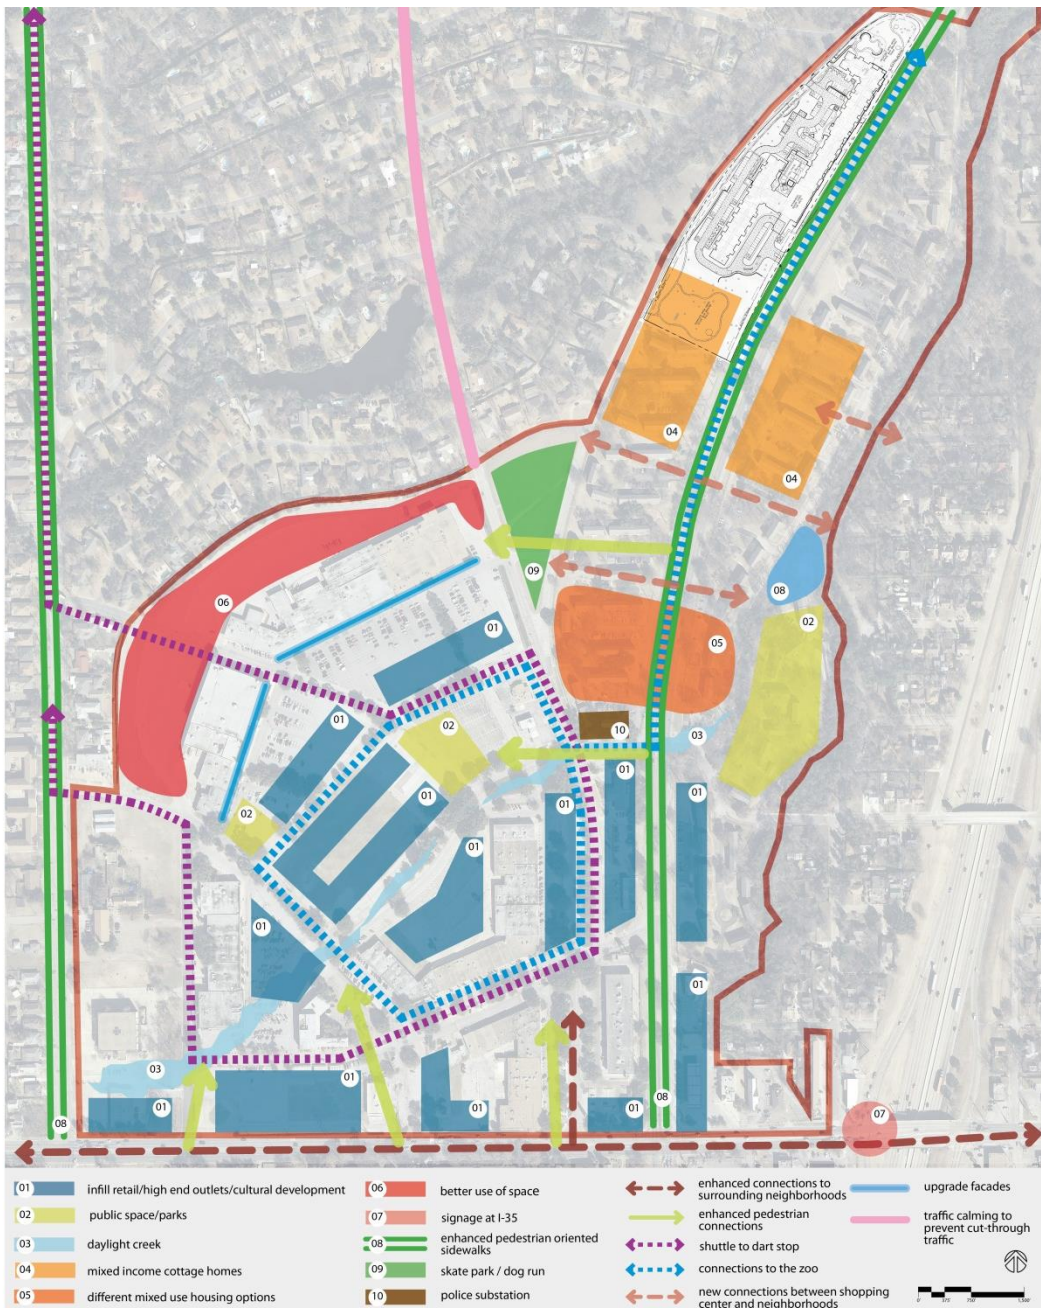 04
04
09
08
06
02
01
05
01
02
10
03
01
01
01
02
01
01
01
01
03
01
01
01
01
08
08
07
01 infill retail/high end outlets/cultural development
02 public space/parks
03 daylight creek
04 mixed income cottage homes
05 different mixed use housing options
06 better use of space
07 signage at I-35
08 enhanced pedestrian oriented
sidewalks
09 skate park / dog run
10 police substation
enhanced connections to
surrounding neighborhoods
enhanced pedestrian
connections
shuttle to dart stop
connections to the zoo
new connections between shopping
center and neighborhoods
upgrade facades
traffic calming to
prevent cut-through
traffic
0' 375' 750' 1,500'